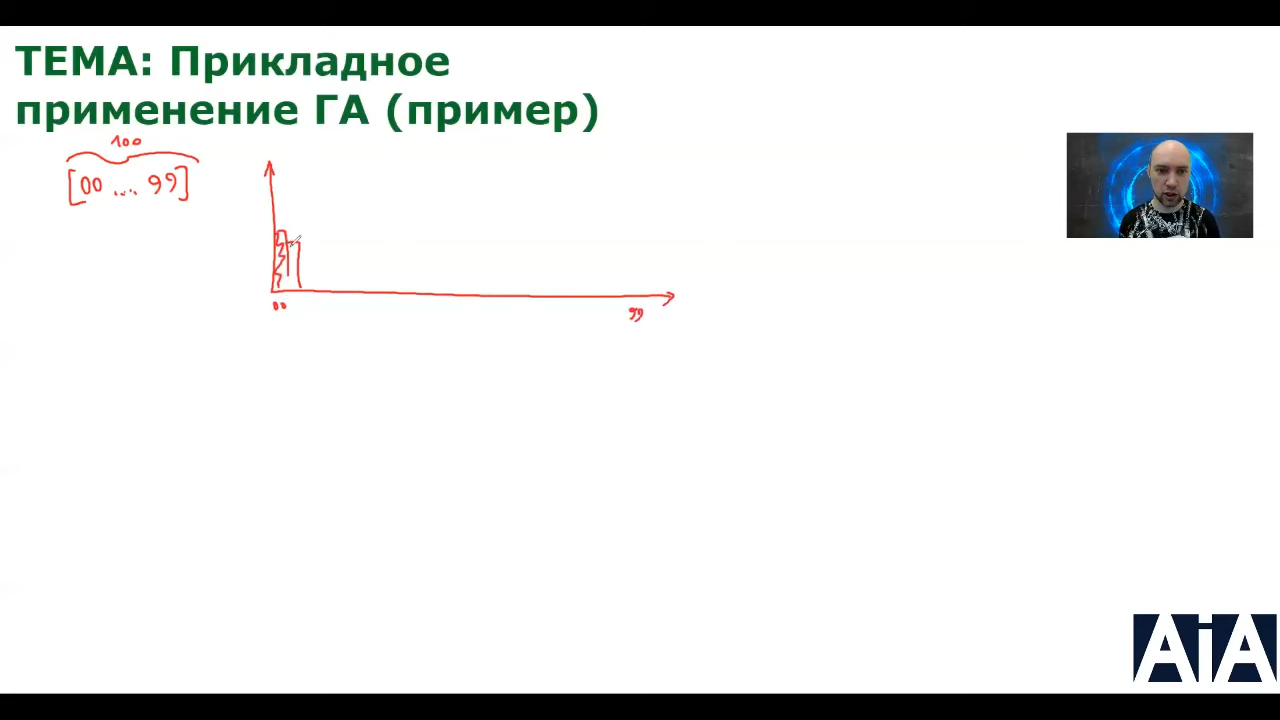 ТЕМА: Прикладное
применение ГА (пример)
100
[00 .... 99]
00
99
AiA